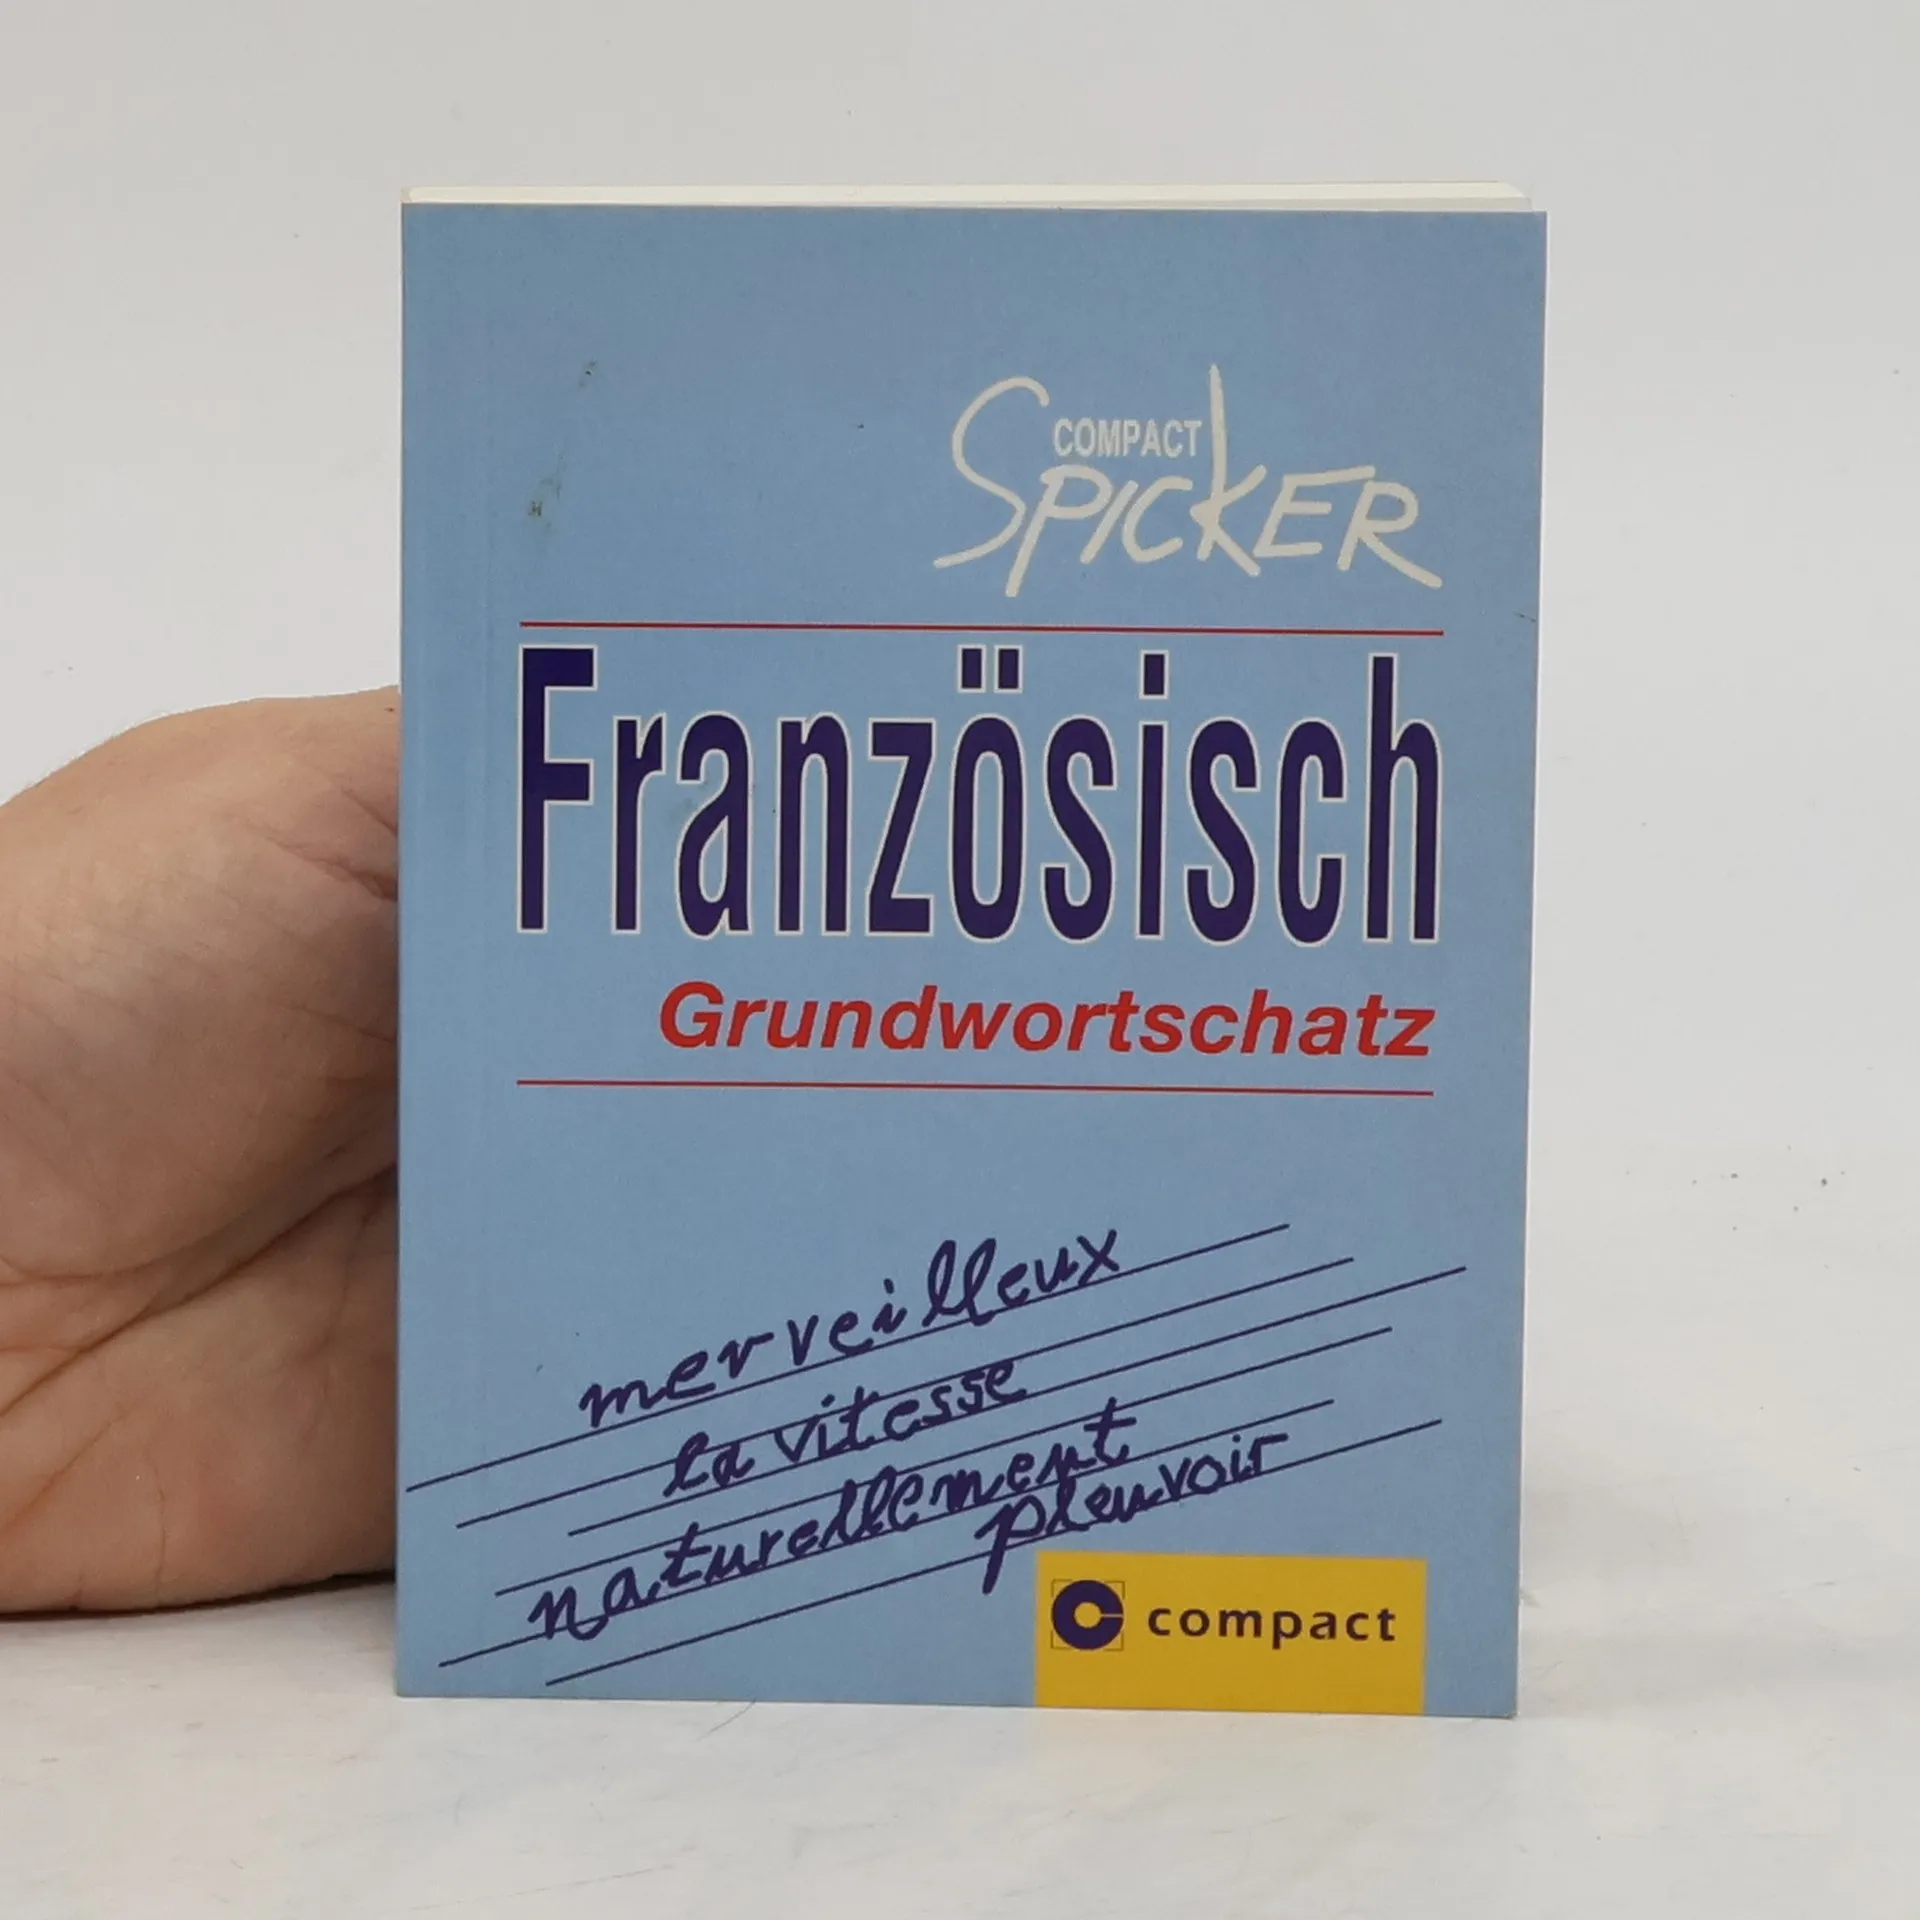 COMPACT
SPICKER
Französisch
Grundwortschatz
merveilleux
la vitesse
naturellement
pleuvoir
compact